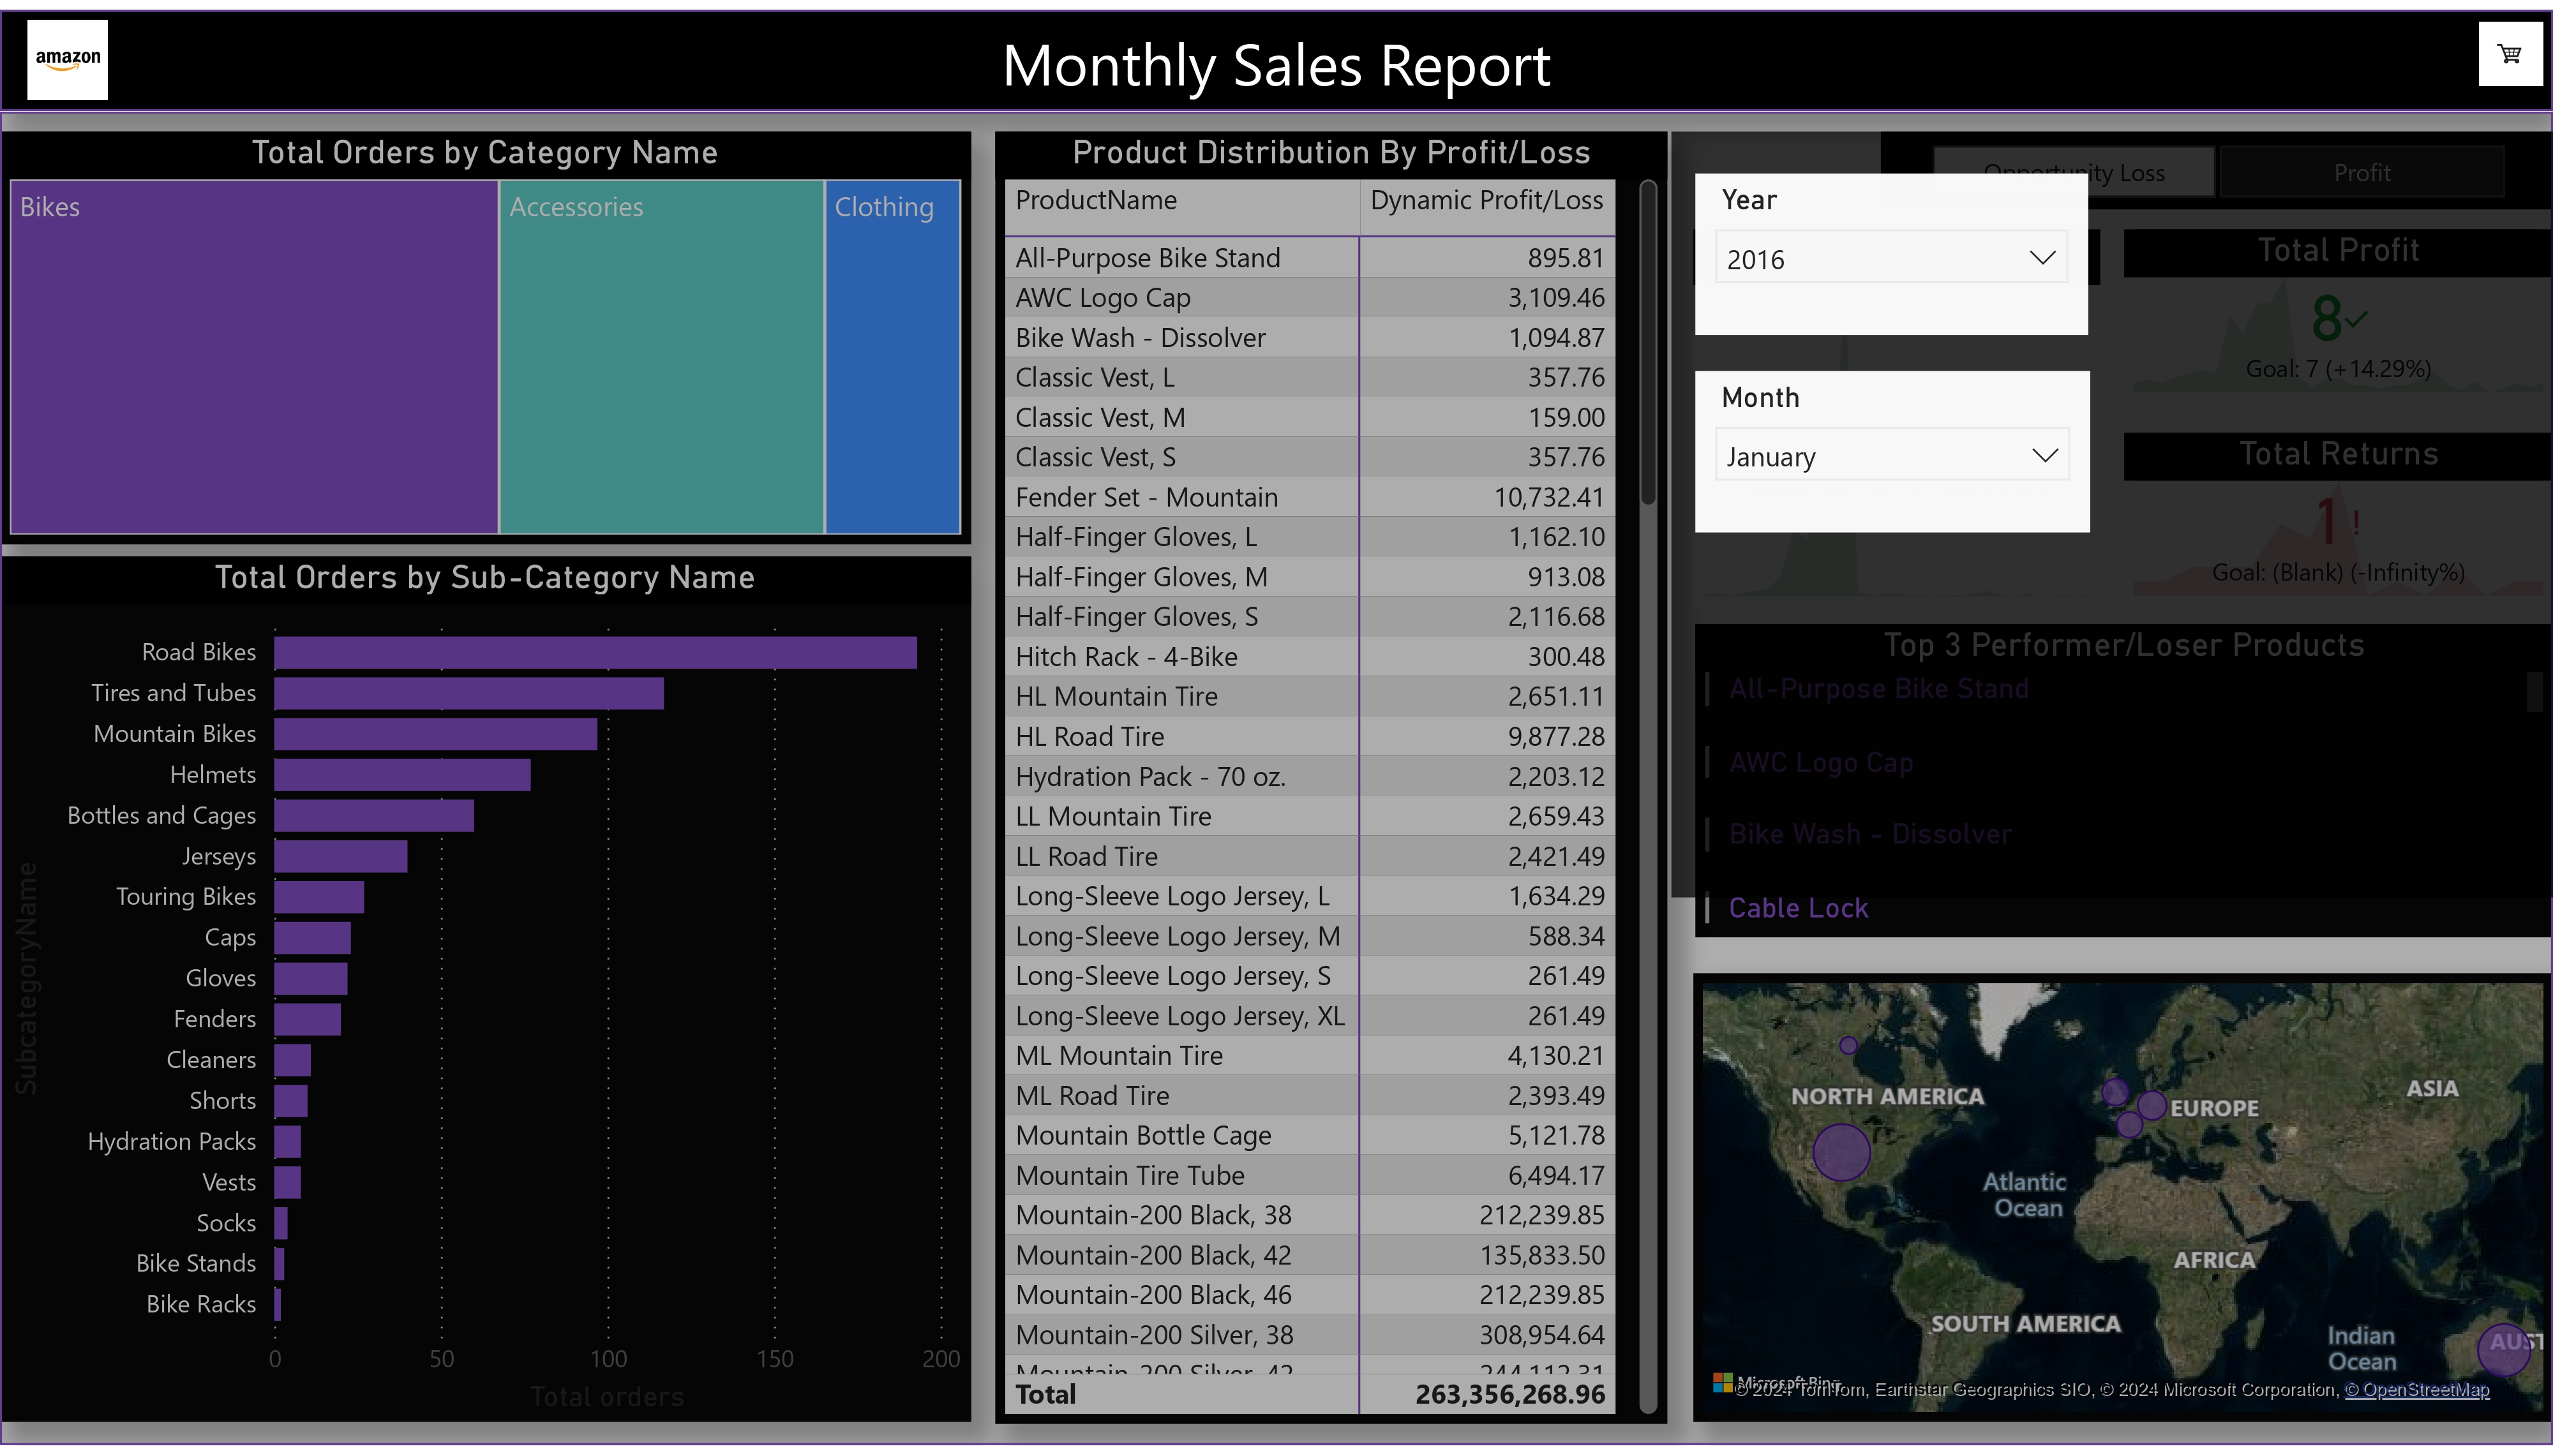 amazon
Monthly Sales Report
Total Orders by Category Name
Bikes
Accessories
Clothing
Total Orders by Sub-Category Name
SubcategoryName
Road Bikes
Tires and Tubes
Mountain Bikes
Helmets
Bottles and Cages
Jerseys
Touring Bikes
Caps
Gloves
Fenders
Cleaners
Shorts
Hydration Packs
Vests
Socks
Bike Stands
Bike Racks
0 50 100 150 200
Total orders
Product Distribution By Profit/Loss
ProductName Dynamic Profit/Loss
All-Purpose Bike Stand 895.81
AWC Logo Cap 3,109.46
Bike Wash - Dissolver 1,094.87
Classic Vest, L 357.76
Classic Vest, M 159.00
Classic Vest, S 357.76
Fender Set - Mountain 10,732.41
Half-Finger Gloves, L 1,162.10
Half-Finger Gloves, M 913.08
Half-Finger Gloves, S 2,116.68
Hitch Rack - 4-Bike 300.48
HL Mountain Tire 2,651.11
HL Road Tire 9,877.28
Hydration Pack - 70 oz. 2,203.12
LL Mountain Tire 2,659.43
LL Road Tire 2,421.49
Long-Sleeve Logo Jersey, L 1,634.29
Long-Sleeve Logo Jersey, M 588.34
Long-Sleeve Logo Jersey, S 261.49
Long-Sleeve Logo Jersey, XL 261.49
ML Mountain Tire 4,130.21
ML Road Tire 2,393.49
Mountain Bottle Cage 5,121.78
Mountain Tire Tube 6,494.17
Mountain-200 Black, 38 212,239.85
Mountain-200 Black, 42 135,833.50
Mountain-200 Black, 46 212,239.85
Mountain-200 Silver, 38 308,954.64
Mountain-200 Silver, 42 244,112.31
Total 263,356,268.96
Opportunity Loss
Profit
Year
2016
Month
January
Total Profit
8
Goal: 7 (+14.29%)
Total Returns
1!
Goal: (Blank) (-Infinity%)
Top 3 Performer/Loser Products
All-Purpose Bike Stand
AWC Logo Cap
Bike Wash - Dissolver
Cable Lock
NORTH AMERICA
EUROPE
ASIA
Atlantic
Ocean
AFRICA
SOUTH AMERICA
Indian
Ocean
AUST
Microsoft Bing
© 2024 TomTom, Earthstar Geographics SIO, © 2024 Microsoft Corporation, © OpenStreetMap